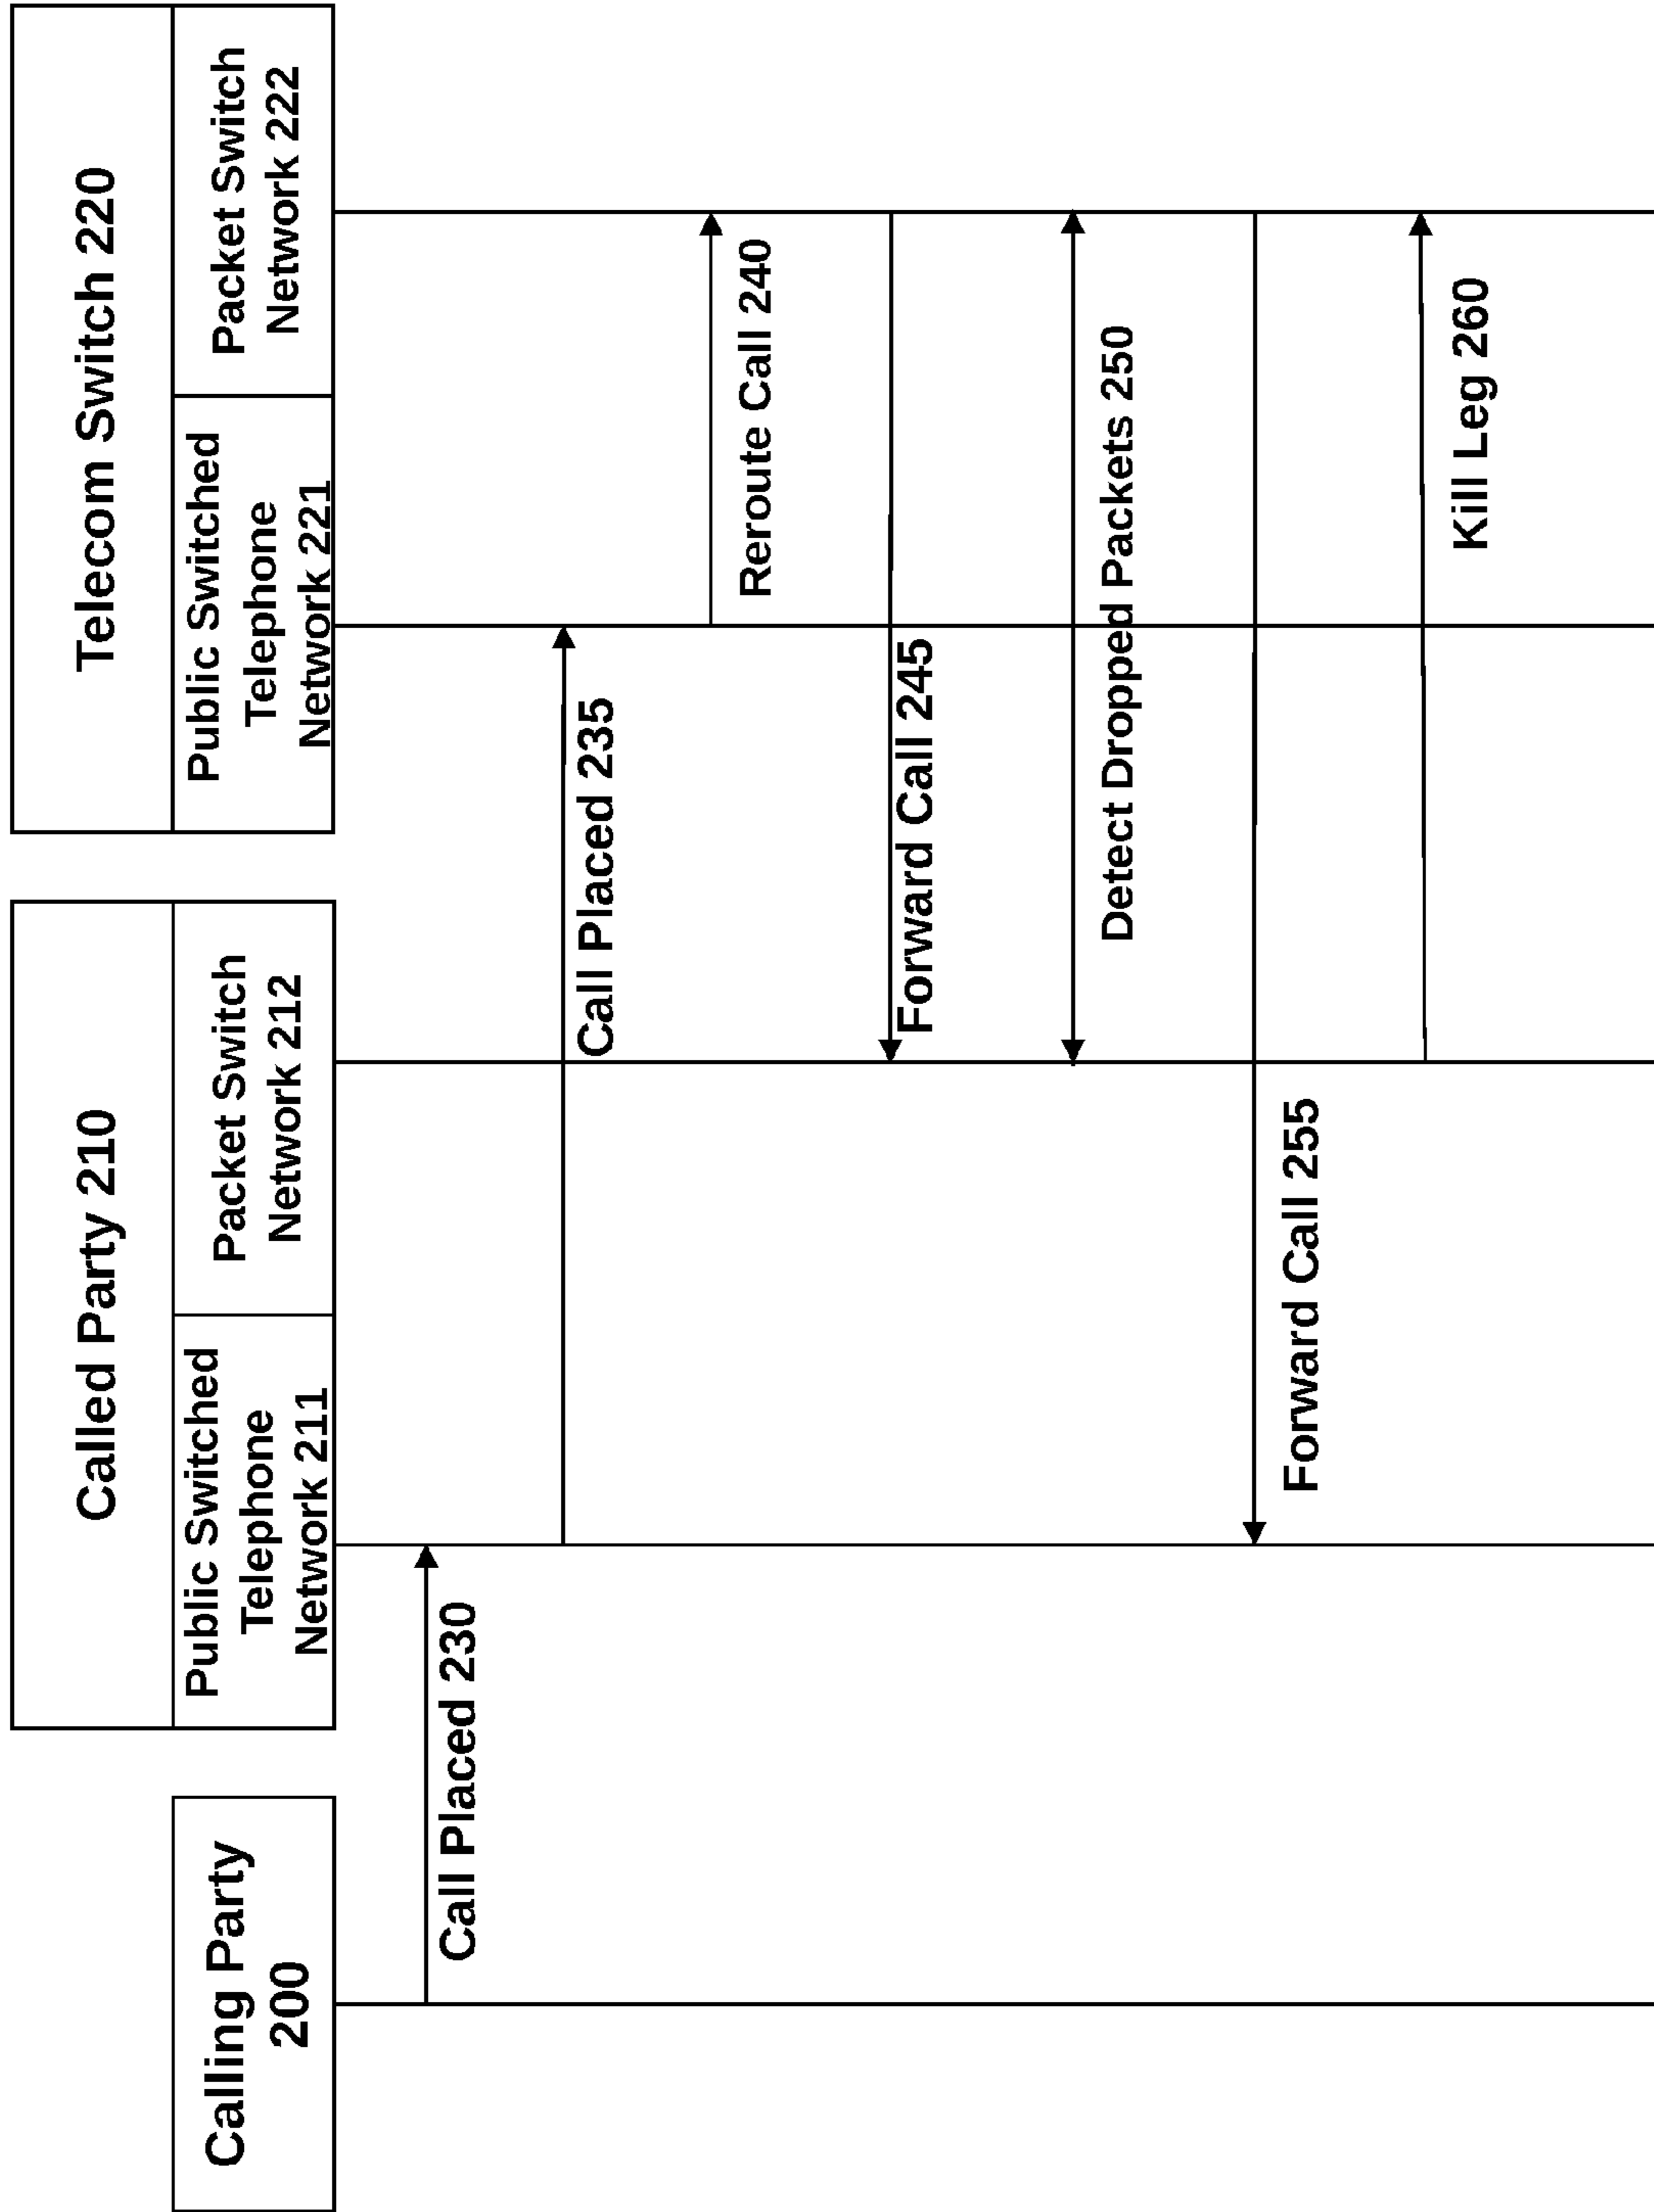 Calling Party
200
Called Party 210
Public Switched
Telephone
Network 211
Packet Switch
Network 212
Telecom Switch 220
Public Switched
Telephone
Network 221
Packet Switch
Network 222
Call Placed 230
Call Placed 235
Reroute Call 240
Forward Call 245
Detect Dropped Packets 250
Forward Call 255
Kill Leg 260